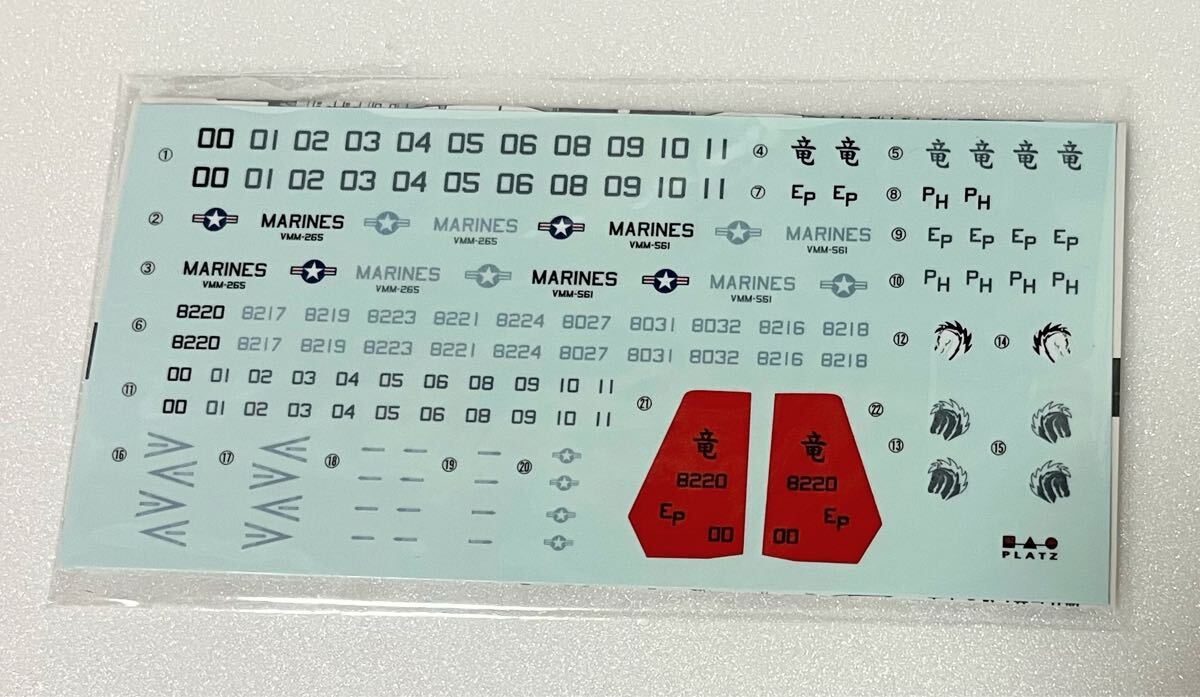 ① 00 01 02 03 04 05 06 08 09 10 11
00 01 02 03 04 05 06 08 09 10 11
④ 竜 竜 ⑤ 竜 竜 竜 竜
⑦ EP EP ⑧ PH PH
② MARINES MARINES MARINES MARINES
VMM-265 VMM-265 VMM-561 VMM-561
⑨ EP EP EP EP
③ MARINES MARINES MARINES MARINES
VMM-265 VMM-265 VMM-561 VMM-561
⑩ PH PH PH PH
⑥ 8220 8217 8219 8223 8221 8224 8027 8031 8032 8216 8218
8220 8217 8219 8223 8221 8224 8027 8031 8032 8216 8218
⑫ ⑭
⑪ 00 01 02 03 04 05 06 08 09 10 11
00 01 02 03 04 05 06 08 09 10 11
⑯ ⑰ ⑱ ⑲ ⑳
㉑ ㉒
竜 竜
8220 8220
EP EP
00 00
⑬ ⑮
PLATZ